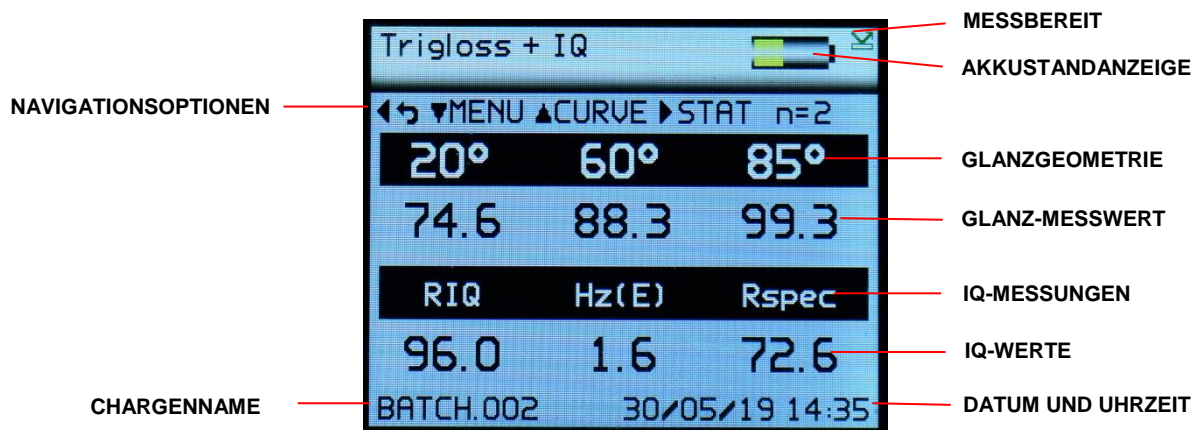 MESSBEREIT
Trigloss + IQ
AKKUSTANDANZEIGE
NAVIGATIONSOPTIONEN
MENU CURVE STAT n=2
20° 60° 85°
GLANZGEOMETRIE
74.6 88.3 99.3
GLANZ-MESSWERT
RIQ Hz(E) Rspec
IQ-MESSUNGEN
96.0 1.6 72.6
IQ-WERTE
CHARGENNAME
BATCH.002 30/05/19 14:35
DATUM UND UHRZEIT